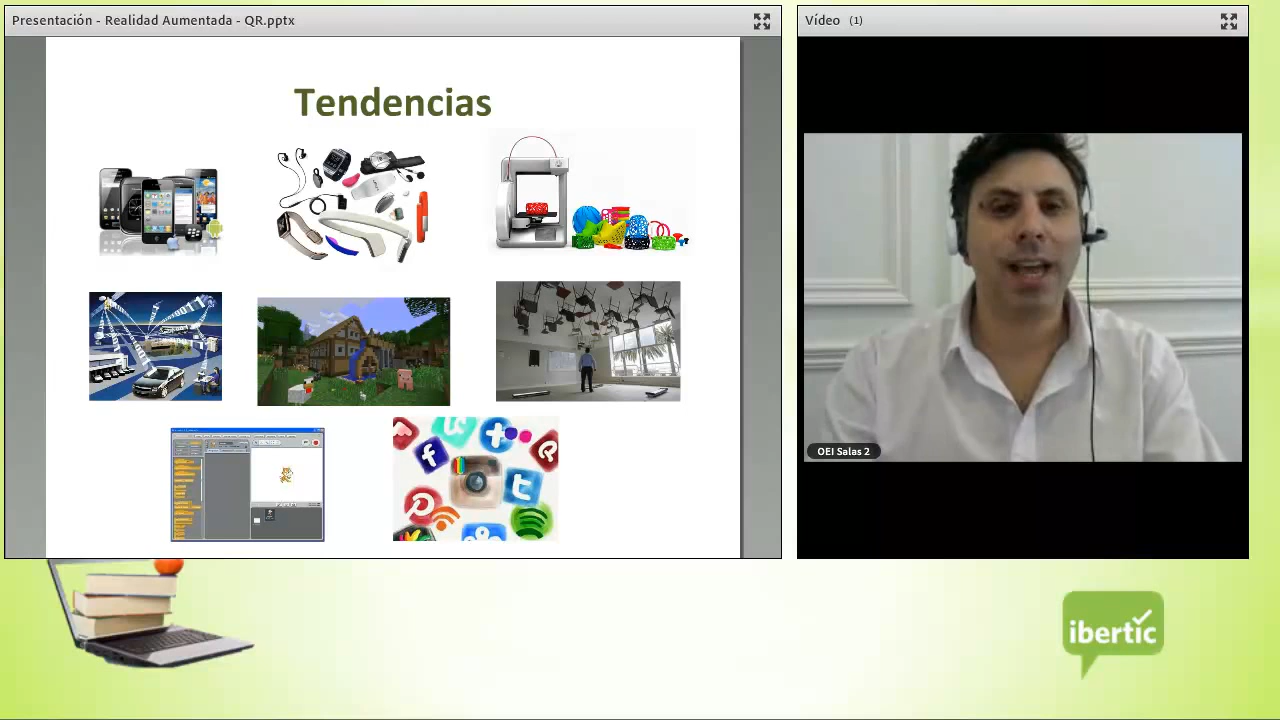 Presentación - Realidad Aumentada - QR.pptx
Vídeo (1)
Tendencias
OEI Salas 2
ibertic